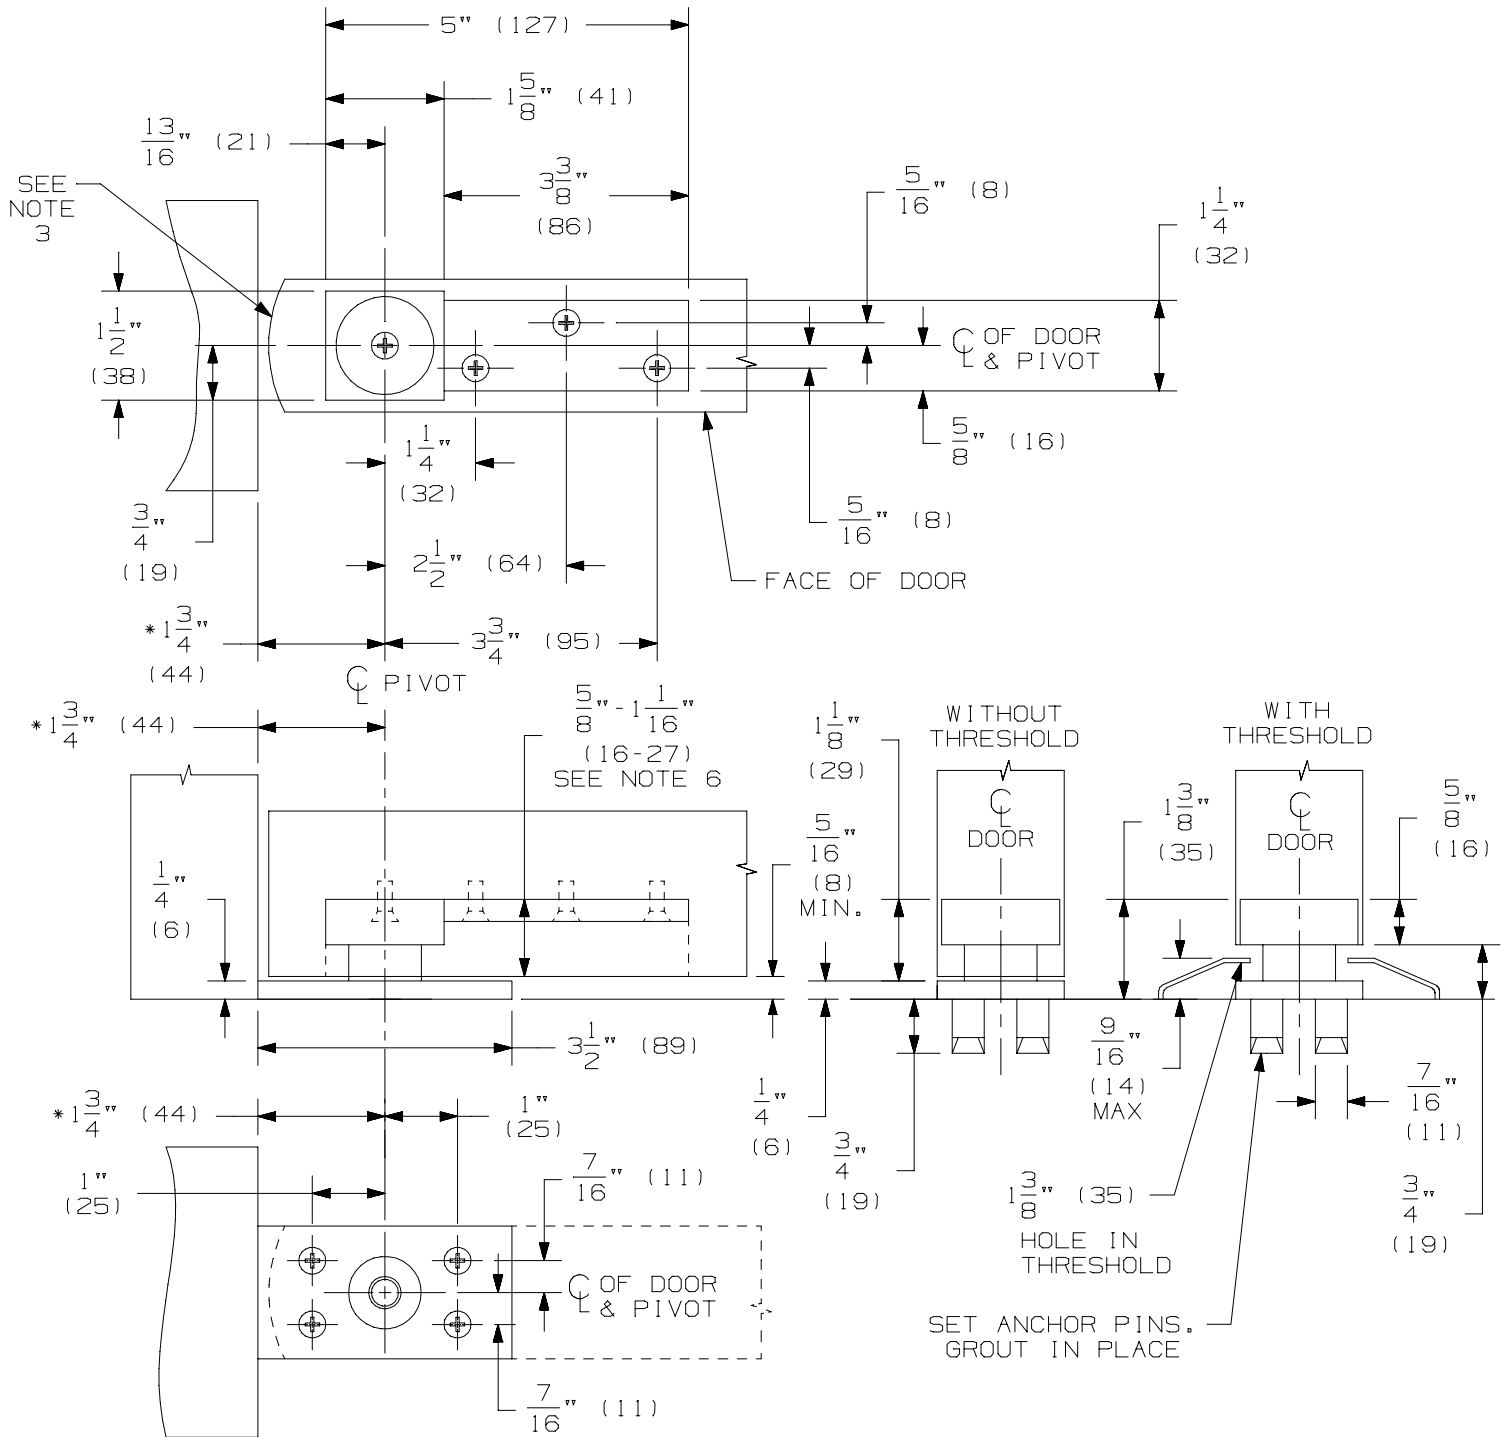 5" (127)
1 5/8" (41)
13/16" (21)
3 3/8"
(86)
5/16" (8)
1 1/4"
(32)
SEE
NOTE
3
1 1/2"
(38)
℄ OF DOOR
& PIVOT
5/8" (16)
1 1/4"
(32)
5/16" (8)
3/4"
(19)
2 1/2" (64)
FACE OF DOOR
*1 3/4"
(44)
3 3/4" (95)
℄ PIVOT
*1 3/4" (44)
5/8"-1 1/16"
(16-27)
SEE NOTE 6
1 1/8"
(29)
WITHOUT
THRESHOLD
WITH
THRESHOLD
1/4"
(6)
5/16"
(8)
MIN.
℄
DOOR
1 3/8"
(35)
℄
DOOR
5/8"
(16)
3 1/2" (89)
1/4"
(6)
3/4"
(19)
9/16"
(14)
MAX
7/16"
(11)
*1 3/4" (44)
1"
(25)
1"
(25)
7/16" (11)
1 3/8" (35)
HOLE IN
THRESHOLD
3/4"
(19)
℄ OF DOOR
& PIVOT
SET ANCHOR PINS.
GROUT IN PLACE
7/16" (11)